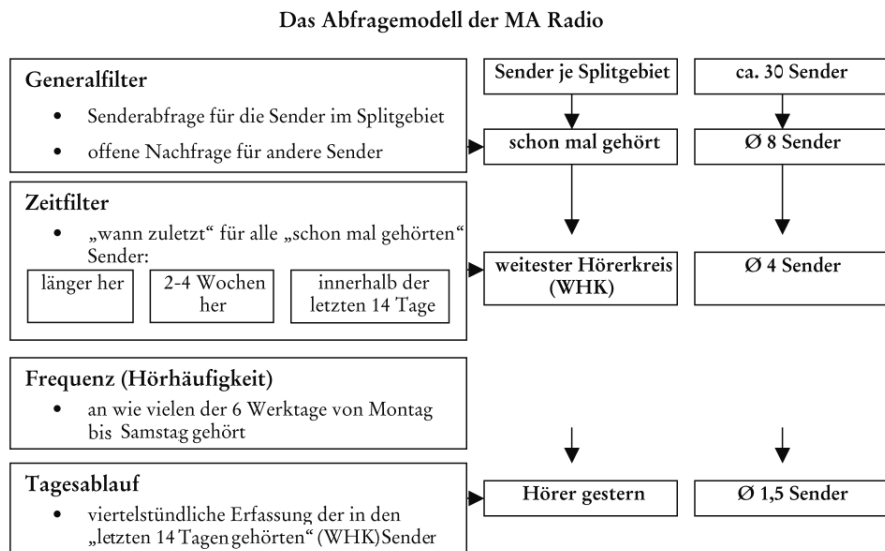 Das Abfragemodell der MA Radio
Generalfilter
• Senderabfrage für die Sender im Splitgebiet
• offene Nachfrage für andere Sender
Sender je Splitgebiet
ca. 30 Sender
schon mal gehört
Ø 8 Sender
Zeitfilter
• „wann zuletzt“ für alle „schon mal gehörten“
Sender:
länger her
2-4 Wochen
her
innerhalb der
letzten 14 Tage
weitester Hörerkreis
(WHK)
Ø 4 Sender
Frequenz (Hörhäufigkeit)
• an wie vielen der 6 Werktage von Montag
bis Samstag gehört
Tagesablauf
• viertelstündliche Erfassung der in den
„letzten 14 Tagen gehörten“ (WHK) Sender
Hörer gestern
Ø 1,5 Sender